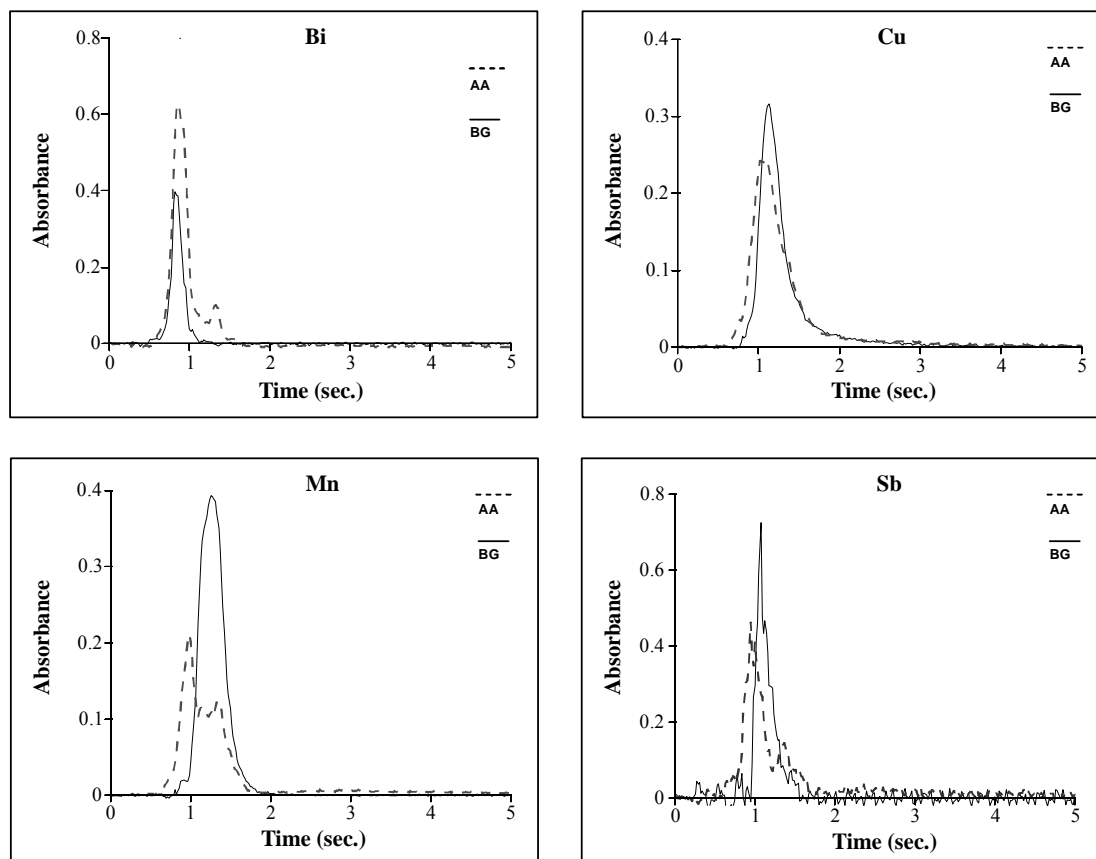 Bi
0.8
0.6
0.4
0.2
0
Absorbance
0 1 2 3 4 5
Time (sec.)
AA
BG
Cu
0.4
0.3
0.2
0.1
0
Absorbance
0 1 2 3 4 5
Time (sec.)
AA
BG
Mn
0.4
0.3
0.2
0.1
0
Absorbance
0 1 2 3 4 5
Time (sec.)
AA
BG
Sb
0.8
0.6
0.4
0.2
0
Absorbance
0 1 2 3 4 5
Time (sec.)
AA
BG